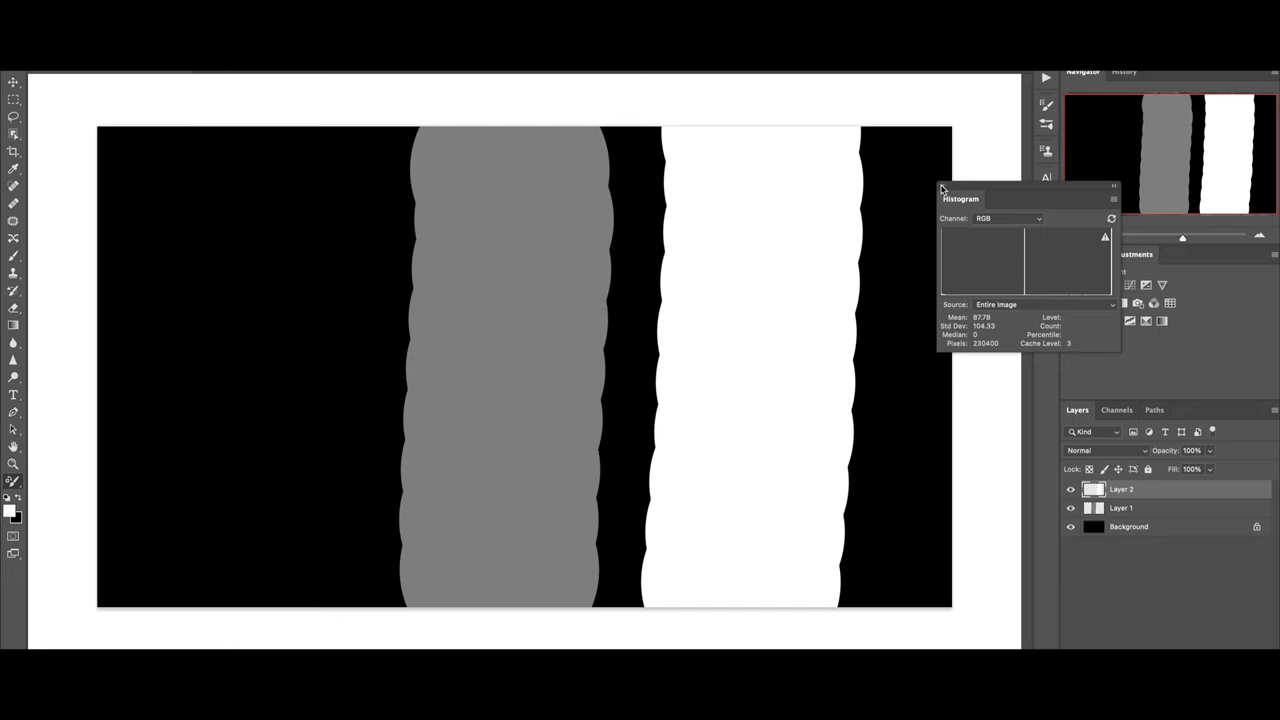 Navigator History
Histogram
Channel: RGB
ustments
t
Source: Entire Image
Mean: 87.78 Level:
Std Dev: 104.33 Count:
Median: 0 Percentile:
Pixels: 230400 Cache Level: 3
Layers Channels Paths
Kind
Normal Opacity: 100%
Lock: Fill: 100%
Layer 2
Layer 1
Background